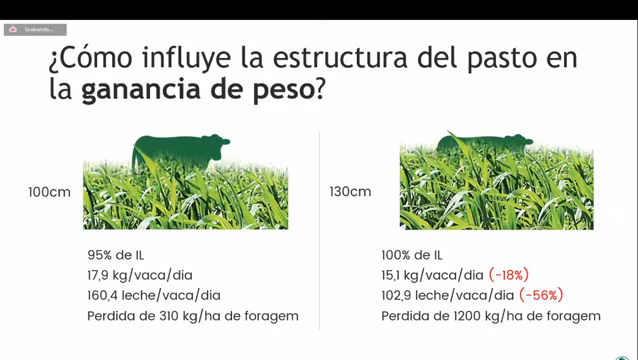 Grabando...
¿Cómo influye la estructura del pasto en
la ganancia de peso?
100cm
95% de IL
17,9 kg/vaca/dia
160,4 leche/vaca/dia
Perdida de 310 kg/ha de foragem
130cm
100% de IL
15,1 kg/vaca/dia (-18%)
102,9 leche/vaca/dia (-56%)
Perdida de 1200 kg/ha de foragem